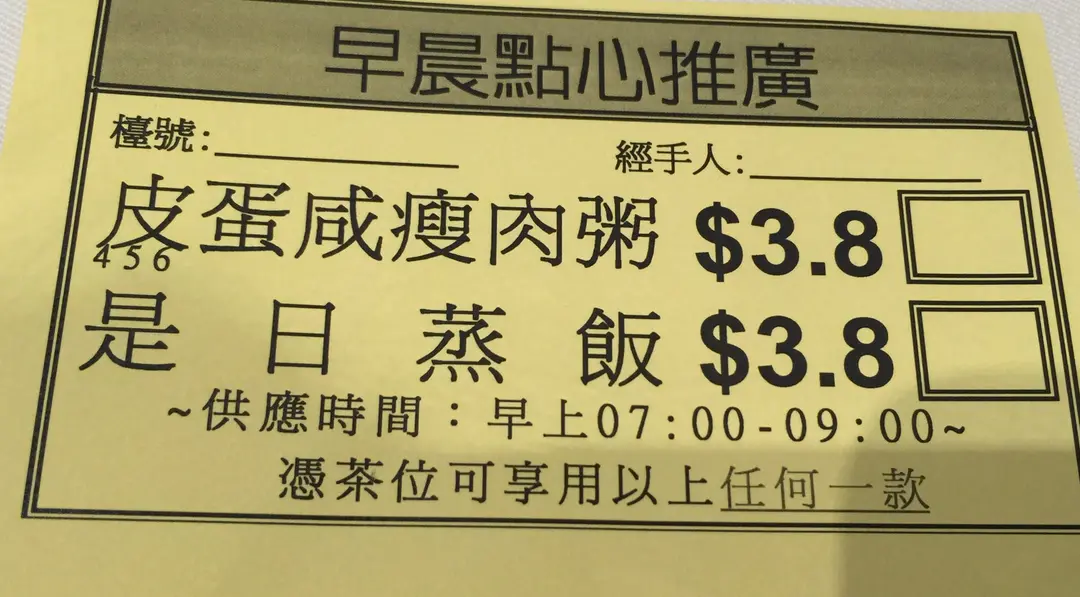 早晨點心推廣
檯號:__________ 經手人:__________
皮蛋咸瘦肉粥 $3.8
456
是日蒸飯 $3.8
~供應時間：早上07:00-09:00~
憑茶位可享用以上任何一款